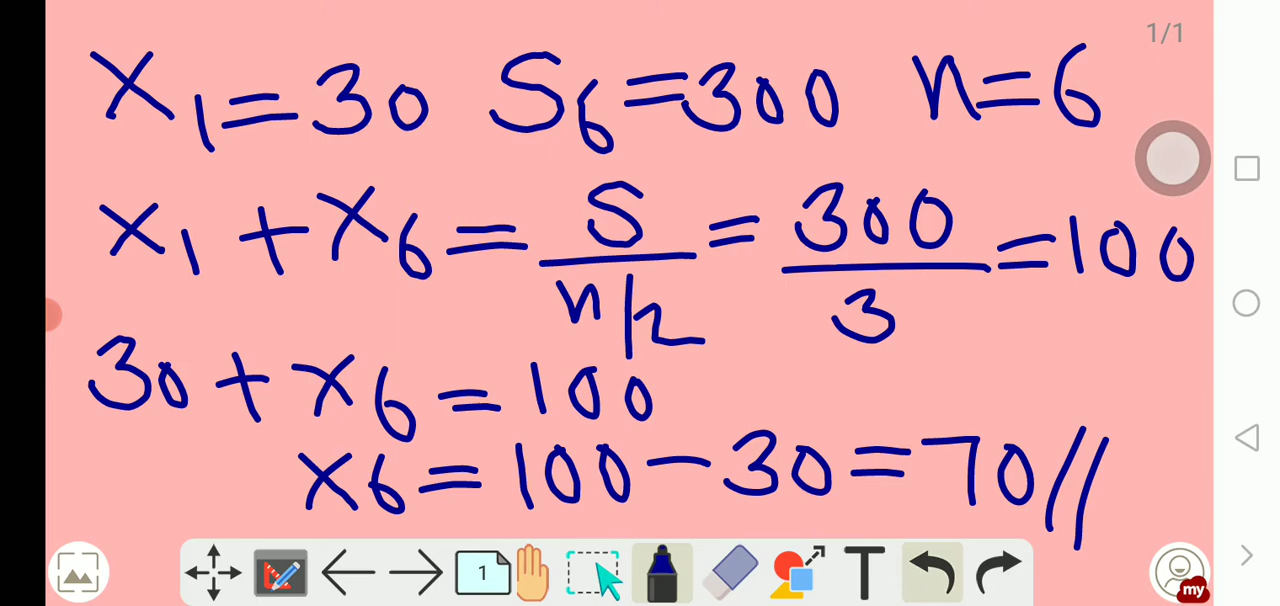 1/1
x₁=30 S₆=300 n=6
x₁+x₆=S/(n/2)=300/3=100
30+x₆=100
x6=100-30=70//
1 T
my